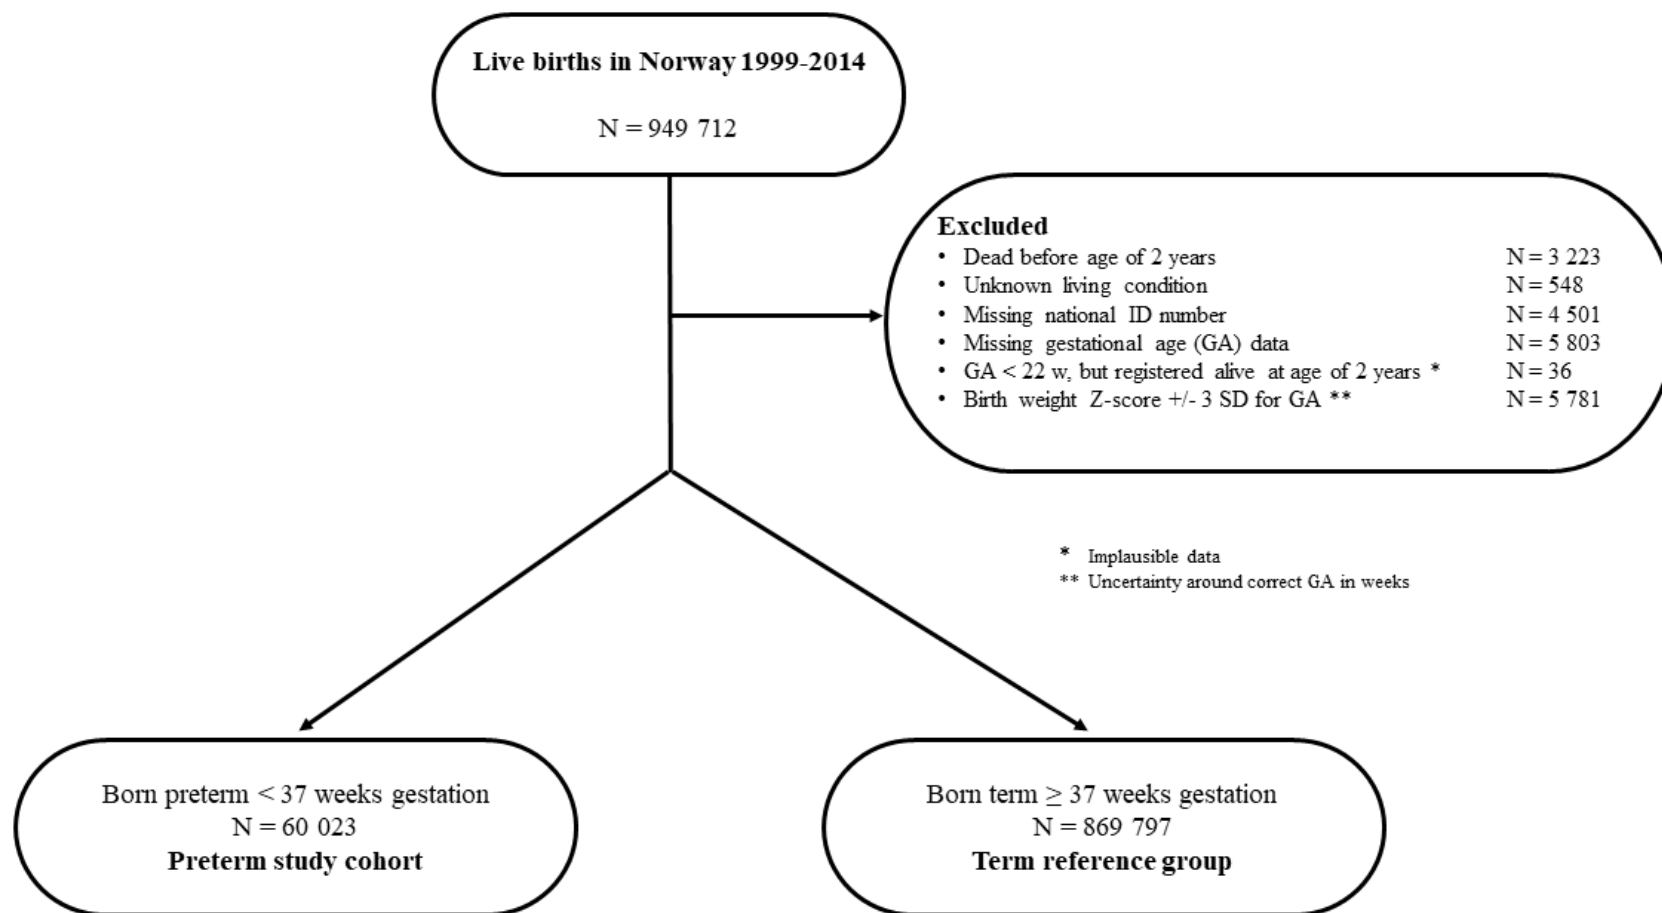 Live births in Norway 1999-2014
N = 949 712
Excluded
• Dead before age of 2 years N = 3 223
• Unknown living condition N = 548
• Missing national ID number N = 4 501
• Missing gestational age (GA) data N = 5 803
• GA < 22 w, but registered alive at age of 2 years * N = 36
• Birth weight Z-score +/- 3 SD for GA ** N = 5 781
* Implausible data
** Uncertainty around correct GA in weeks
Born preterm < 37 weeks gestation
N = 60 023
Preterm study cohort
Born term ≥ 37 weeks gestation
N = 869 797
Term reference group